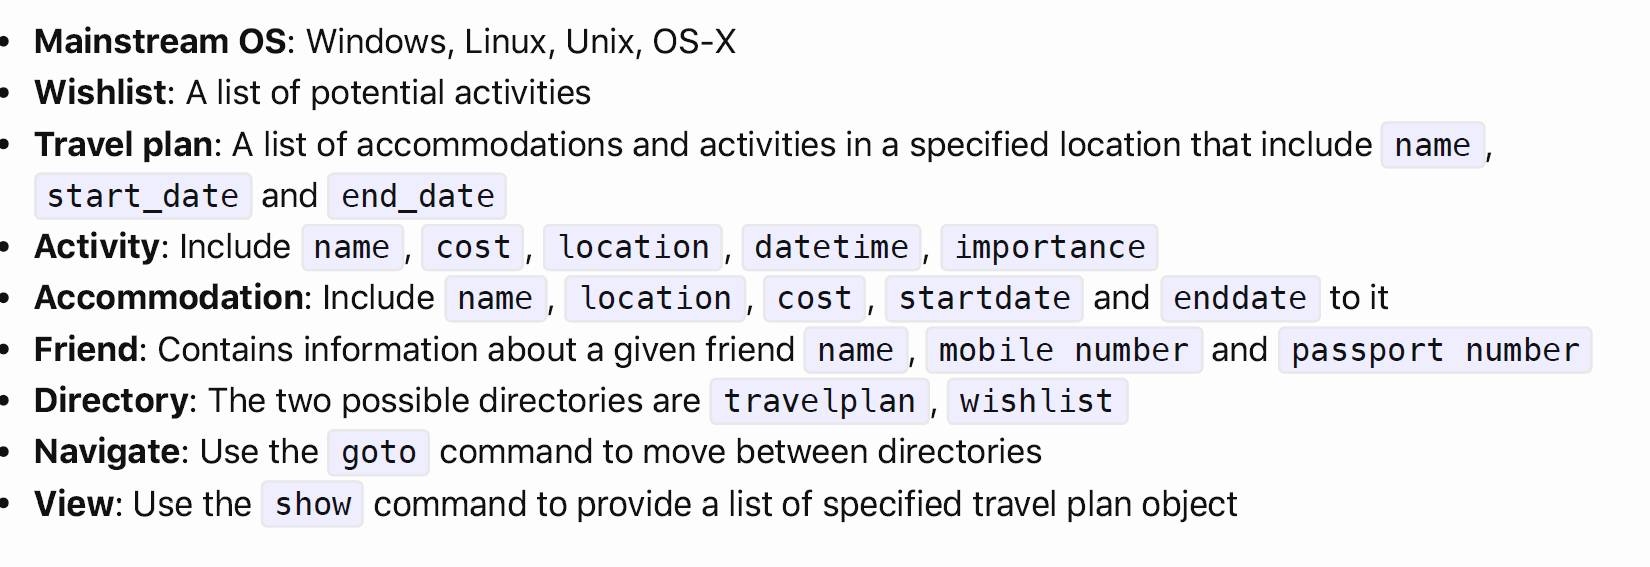 • Mainstream OS: Windows, Linux, Unix, OS-X
• Wishlist: A list of potential activities
• Travel plan: A list of accommodations and activities in a specified location that include name,
start_date and end_date
• Activity: Include name, cost, location, datetime, importance
• Accommodation: Include name, location, cost, startdate and enddate to it
• Friend: Contains information about a given friend name, mobile number and passport number
• Directory: The two possible directories are travelplan, wishlist
• Navigate: Use the goto command to move between directories
• View: Use the show command to provide a list of specified travel plan object